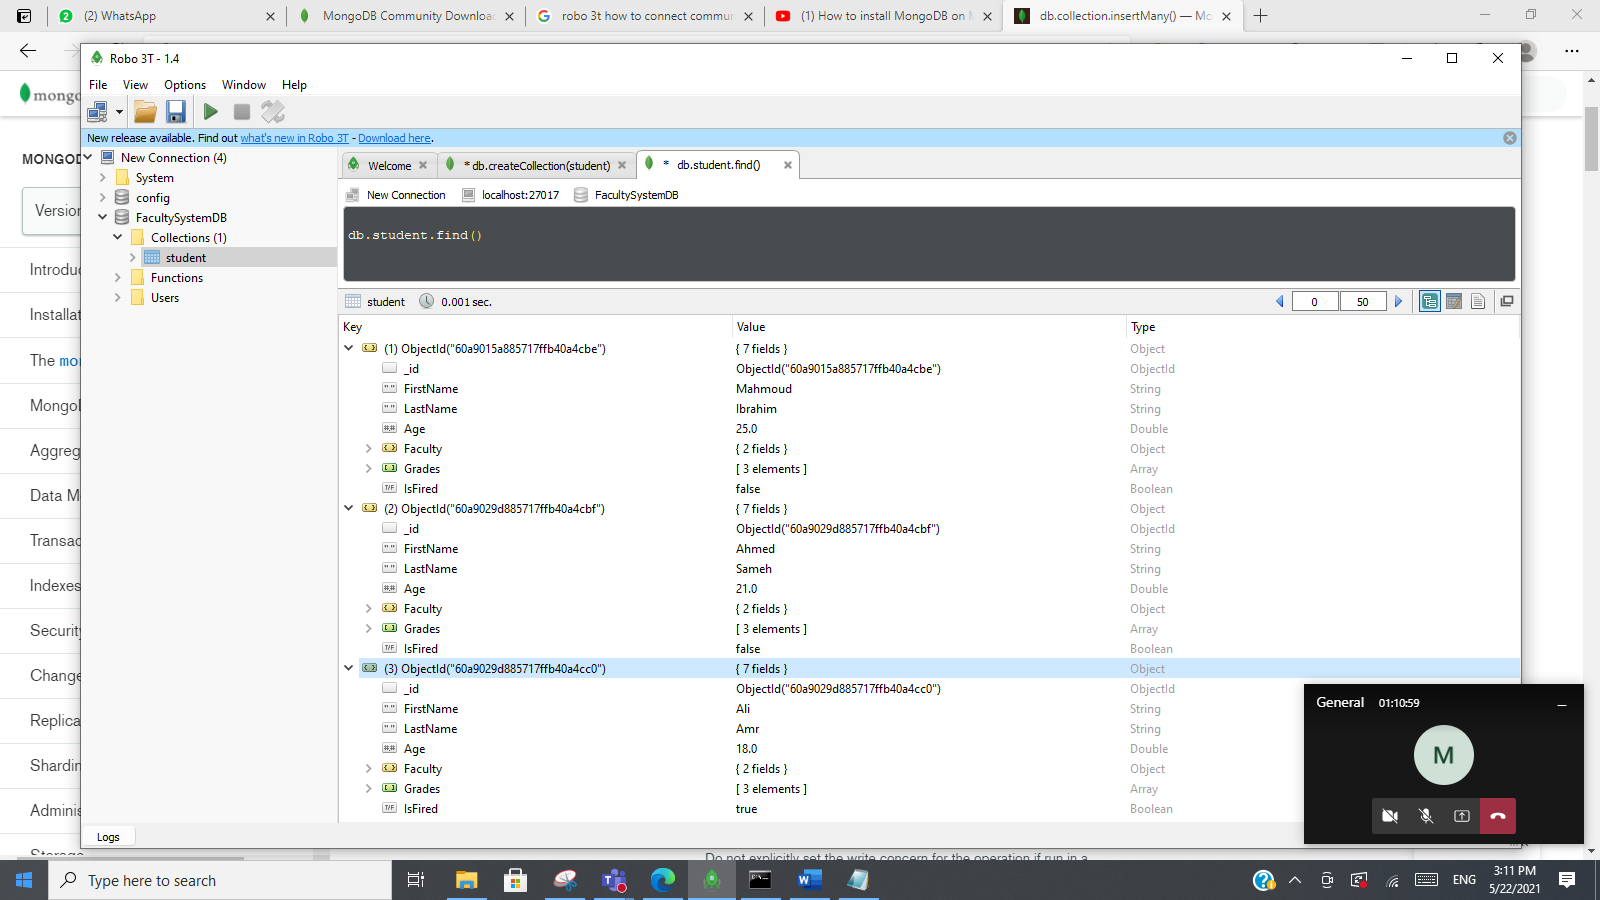 (2) WhatsApp
MongoDB Community Downloa
robo 3t how to connect commu
(1) How to install MongoDB on M
db.collection.insertMany() — Mo
Robo 3T - 1.4
File View Options Window Help
New release available. Find out what's new in Robo 3T - Download here.
mongo
MONGOD
Version
Introdu
Installat
The mo
MongoD
Aggreg
Data M
Transac
Indexes
Security
Change
Replica
Shardin
Adminis
Storage
New Connection (4)
System
config
FacultySystemDB
Collections (1)
student
Functions
Users
Logs
Welcome
* db.createCollection(student)
* db.student.find()
New Connection localhost:27017 FacultySystemDB
db.student.find()
student 0.001 sec. 0 50
Key Value Type
(1) ObjectId("60a9015a885717ffb40a4cbe") { 7 fields } Object
_id ObjectId("60a9015a885717ffb40a4cbe") ObjectId
FirstName Mahmoud String
LastName Ibrahim String
Age 25.0 Double
Faculty { 2 fields } Object
Grades [ 3 elements ] Array
IsFired false Boolean
(2) ObjectId("60a9029d885717ffb40a4cbf") { 7 fields } Object
_id ObjectId("60a9029d885717ffb40a4cbf") ObjectId
FirstName Ahmed String
LastName Sameh String
Age 21.0 Double
Faculty { 2 fields } Object
Grades [ 3 elements ] Array
IsFired false Boolean
(3) ObjectId("60a9029d885717ffb40a4cc0") { 7 fields } Object
_id ObjectId("60a9029d885717ffb40a4cc0") ObjectId
FirstName Ali String
LastName Amr String
Age 18.0 Double
Faculty { 2 fields } Object
Grades [ 3 elements ] Array
IsFired true Boolean
General 01:10:59
M
Do not explicitly set the write concern for the operation if run in a
Type here to search
ENG
3:11 PM
5/22/2021